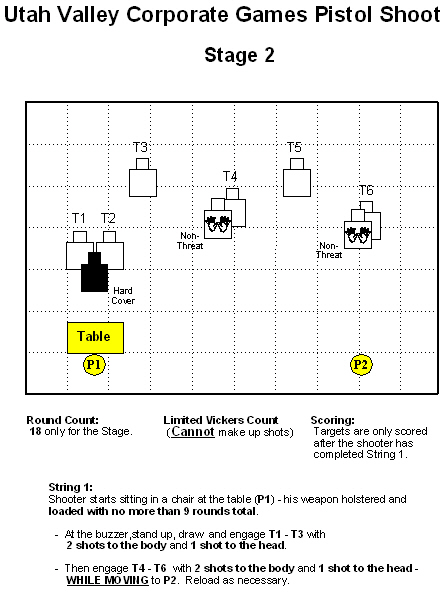 Utah Valley Corporate Games Pistol Shoot
Stage 2
T3
T5
T4
T6
T1 T2
Non-
Threat
Non-
Threat
Hard
Cover
Table
P1
P2
Round Count:
18 only for the Stage.
Limited Vickers Count
(Cannot make up shots)
Scoring:
Targets are only scored
after the shooter has
completed String 1.
String 1:
Shooter starts sitting in a chair at the table (P1) - his weapon holstered and
loaded with no more than 9 rounds total.
- At the buzzer,stand up, draw and engage T1 - T3 with
2 shots to the body and 1 shot to the head.
- Then engage T4 - T6 with 2 shots to the body and 1 shot to the head -
WHILE MOVING to P2. Reload as necessary.